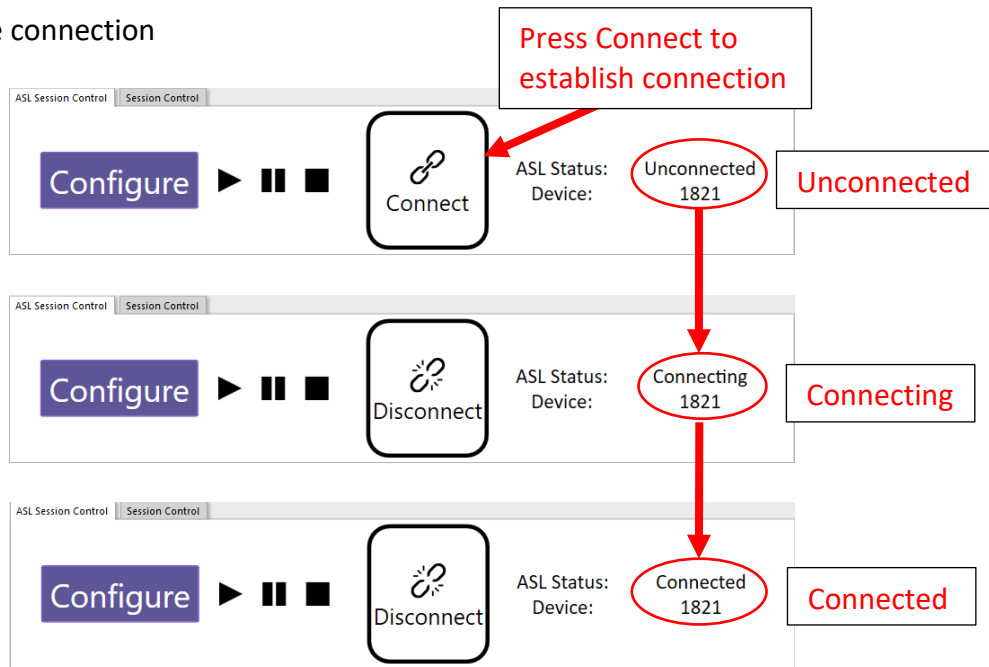 connection
Press Connect to
establish connection
ASL Session Control Session Control
Configure
Connect
ASL Status: Unconnected
Device: 1821
Unconnected
ASL Session Control Session Control
Configure
Disconnect
ASL Status: Connecting
Device: 1821
Connecting
ASL Session Control Session Control
Configure
Disconnect
ASL Status: Connected
Device: 1821
Connected